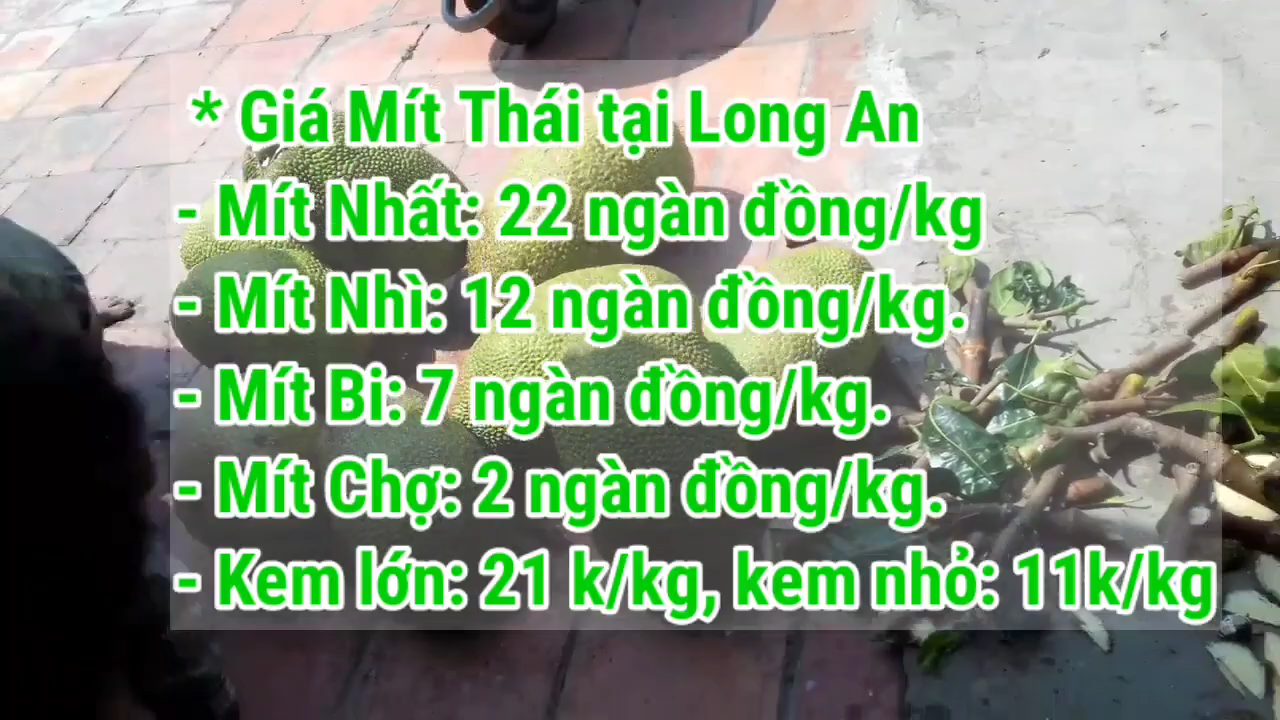 * Giá Mít Thái tại Long An
- Mít Nhất: 22 ngàn đồng/kg
- Mít Nhì: 12 ngàn đồng/kg.
- Mít Bi: 7 ngàn đồng/kg.
- Mít Chợ: 2 ngàn đồng/kg.
- Kem lớn: 21 k/kg, kem nhỏ: 11k/kg